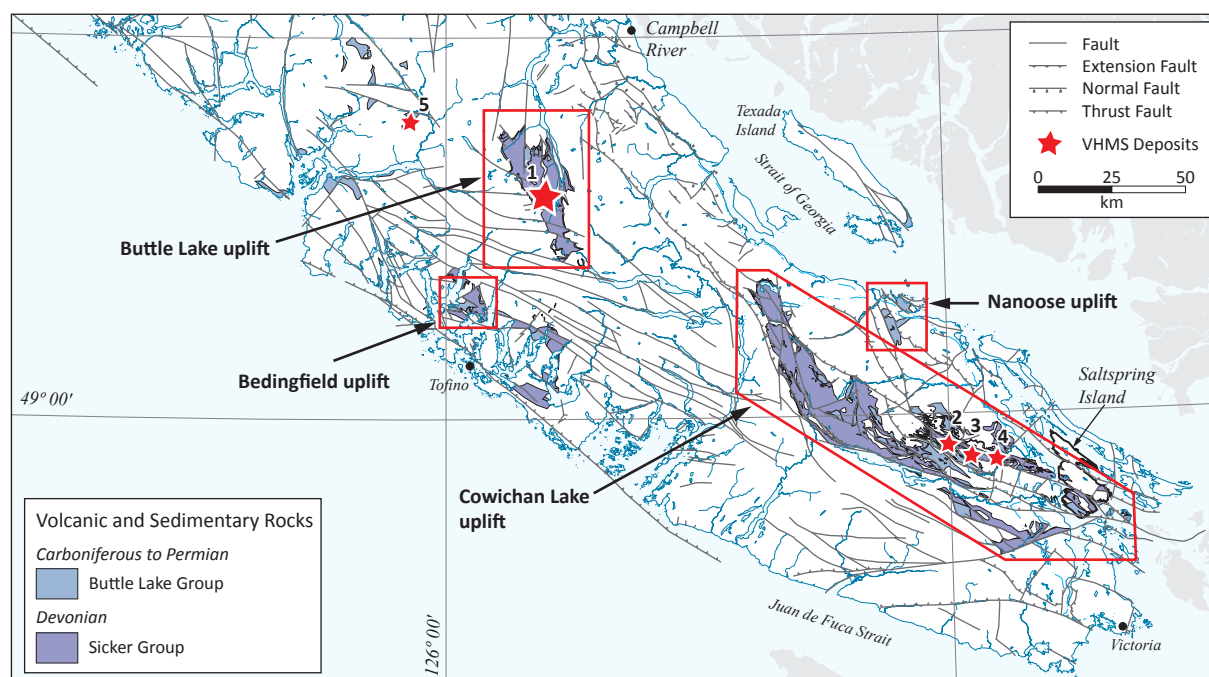 Campbell
River
Fault
Extension Fault
Normal Fault
Thrust Fault
VHMS Deposits
0 25 50
km
Texada
Island
Strait of Georgia
5
1
Buttle Lake uplift
Nanoose uplift
Bedingfield uplift
Tofino
Saltspring
Island
49° 00'
2
3
4
Cowichan Lake
uplift
Volcanic and Sedimentary Rocks
Carboniferous to Permian
Buttle Lake Group
Devonian
Sicker Group
126° 00'
Juan de Fuca Strait
Victoria